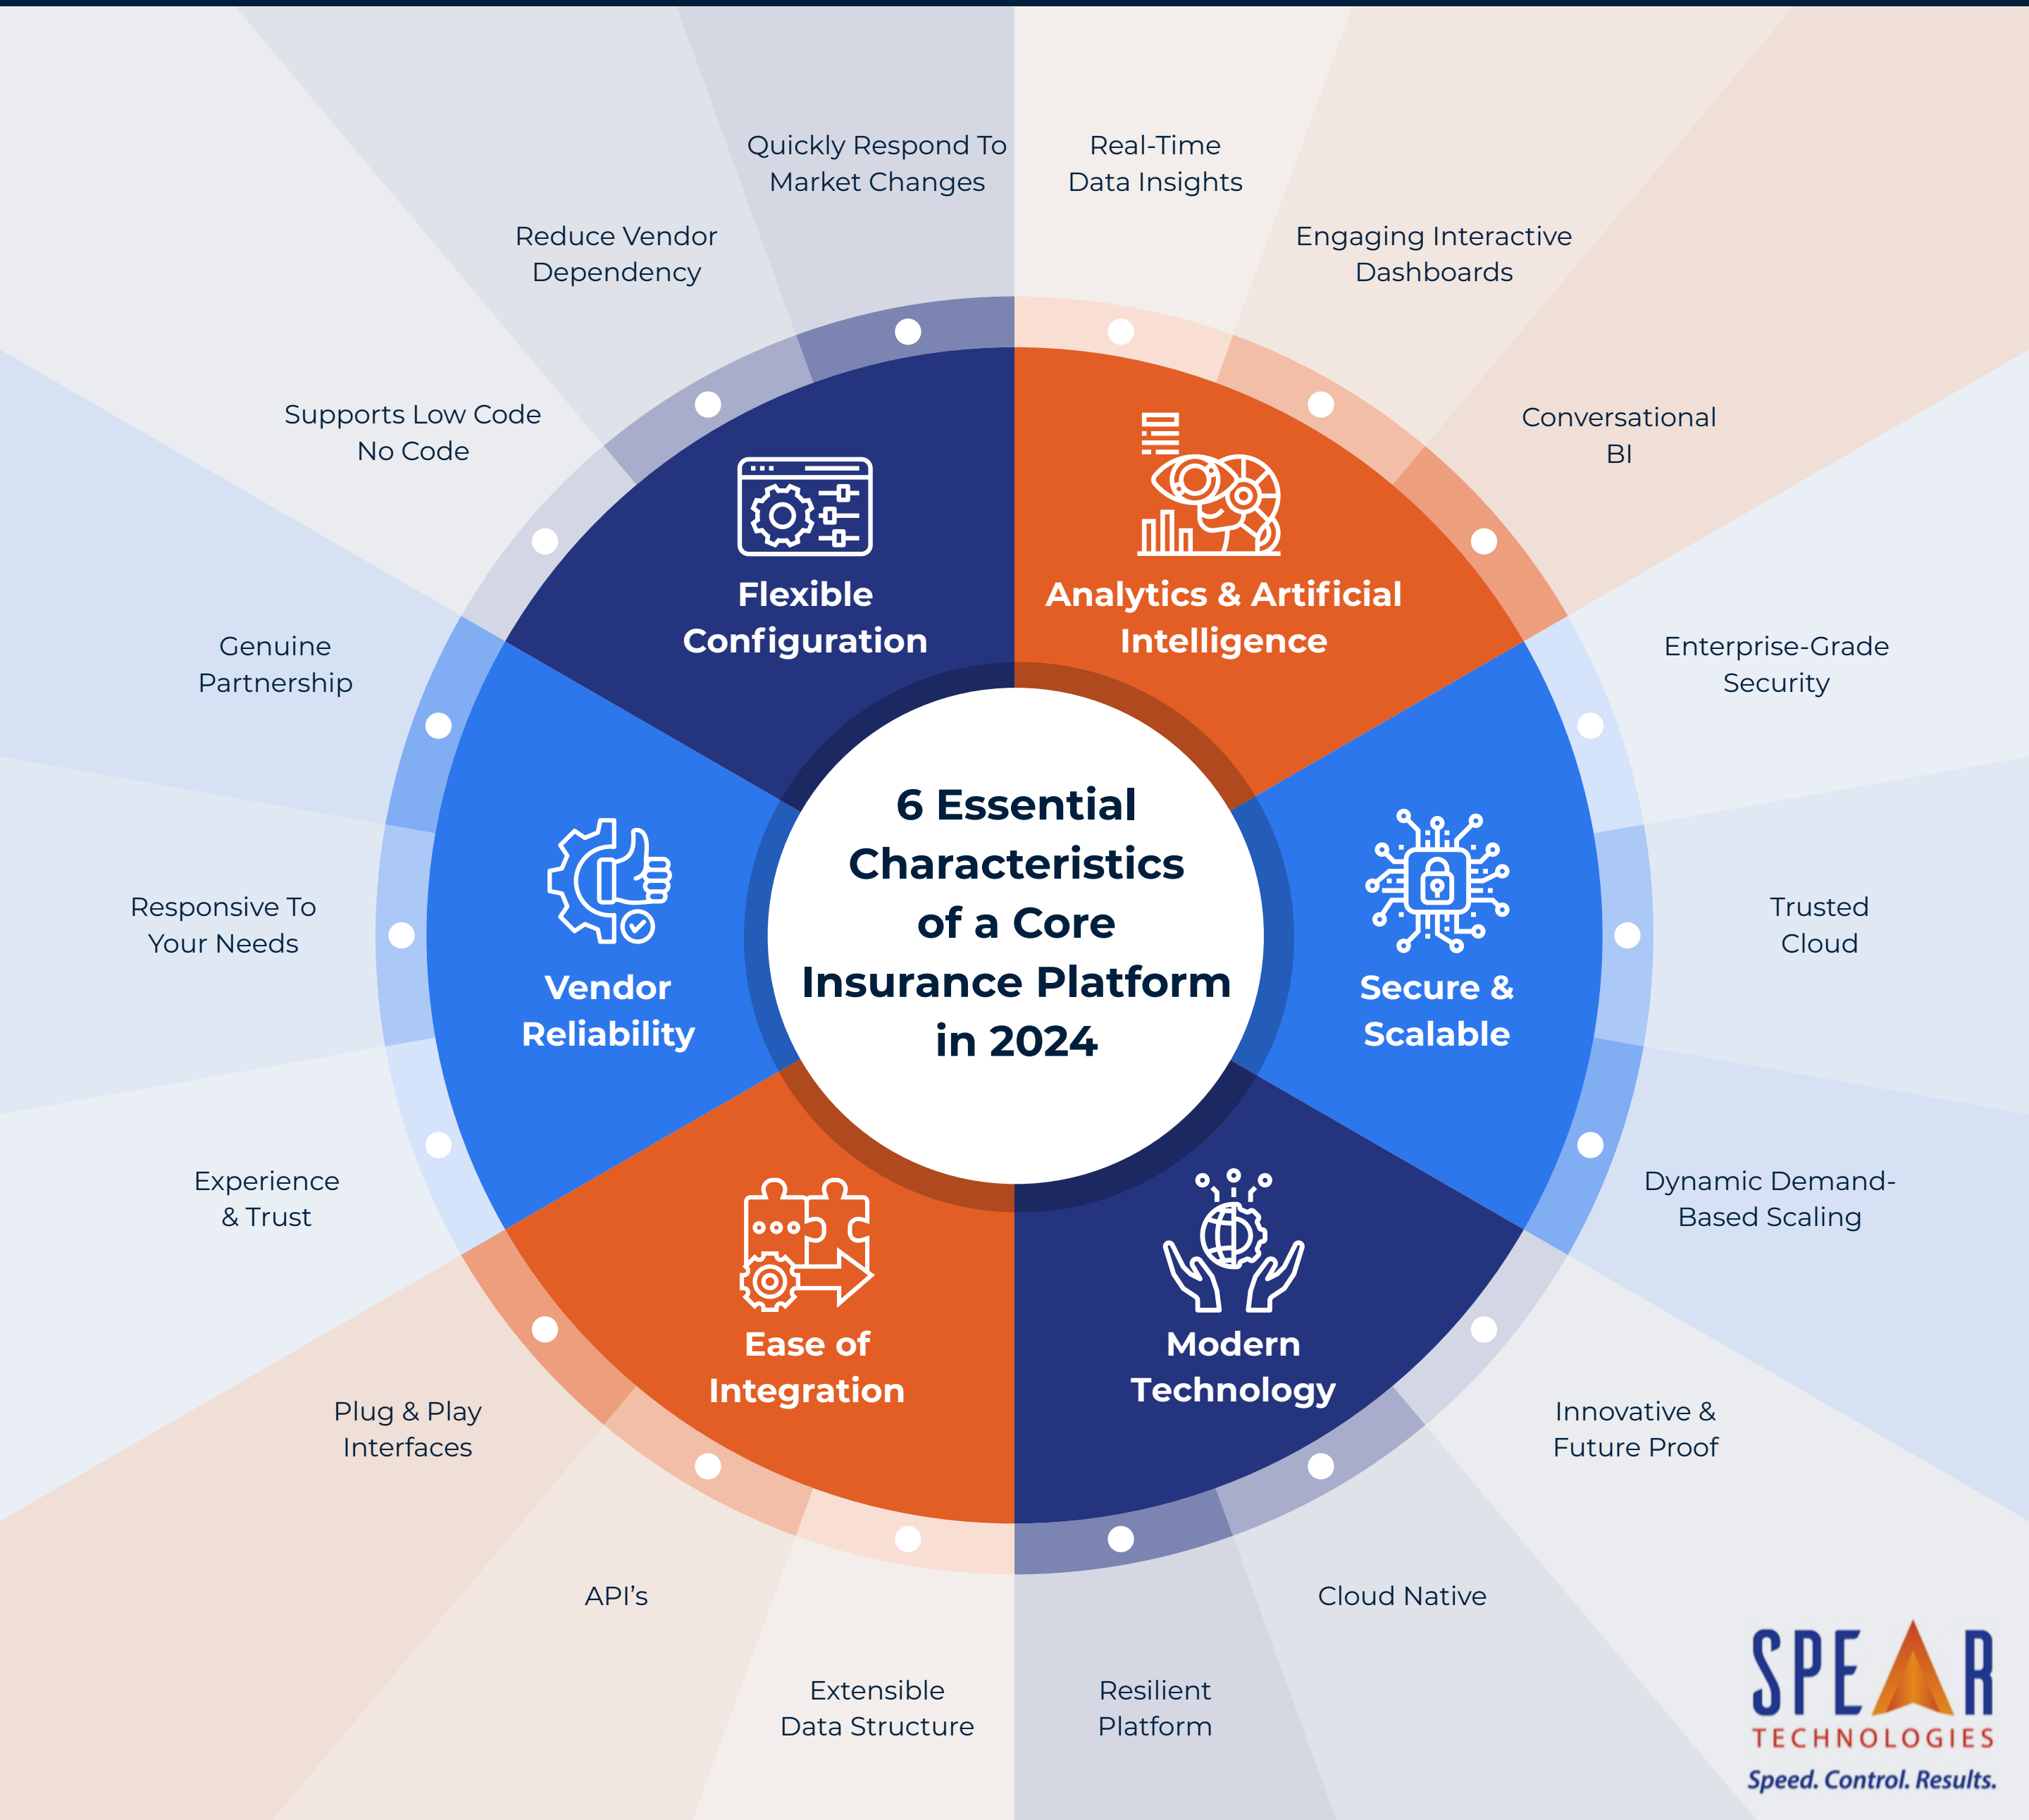 Quickly Respond To
Market Changes
Real-Time
Data Insights
Reduce Vendor
Dependency
Engaging Interactive
Dashboards
Supports Low Code
No Code
Conversational
BI
Flexible
Configuration
Analytics & Artificial
Intelligence
Genuine
Partnership
Enterprise-Grade
Security
6 Essential
Characteristics
of a Core
Insurance Platform
in 2024
Responsive To
Your Needs
Vendor
Reliability
Secure &
Scalable
Trusted
Cloud
Experience
& Trust
Dynamic Demand-
Based Scaling
Ease of
Integration
Modern
Technology
Plug & Play
Interfaces
Innovative &
Future Proof
API’s
Cloud Native
Extensible
Data Structure
Resilient
Platform
SPEAR
TECHNOLOGIES
Speed. Control. Results.